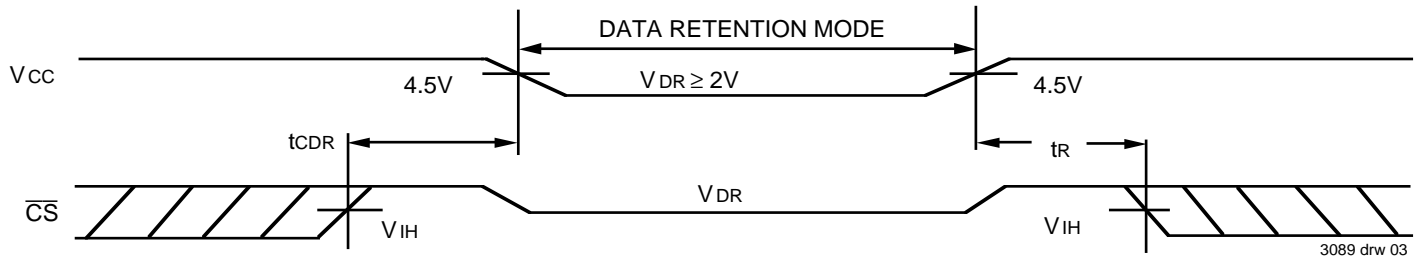 DATA RETENTION MODE
VCC
4.5V
VDR ≥ 2V
4.5V
tCDR
tR
CS
VIH
VDR
VIH
3089 drw 03